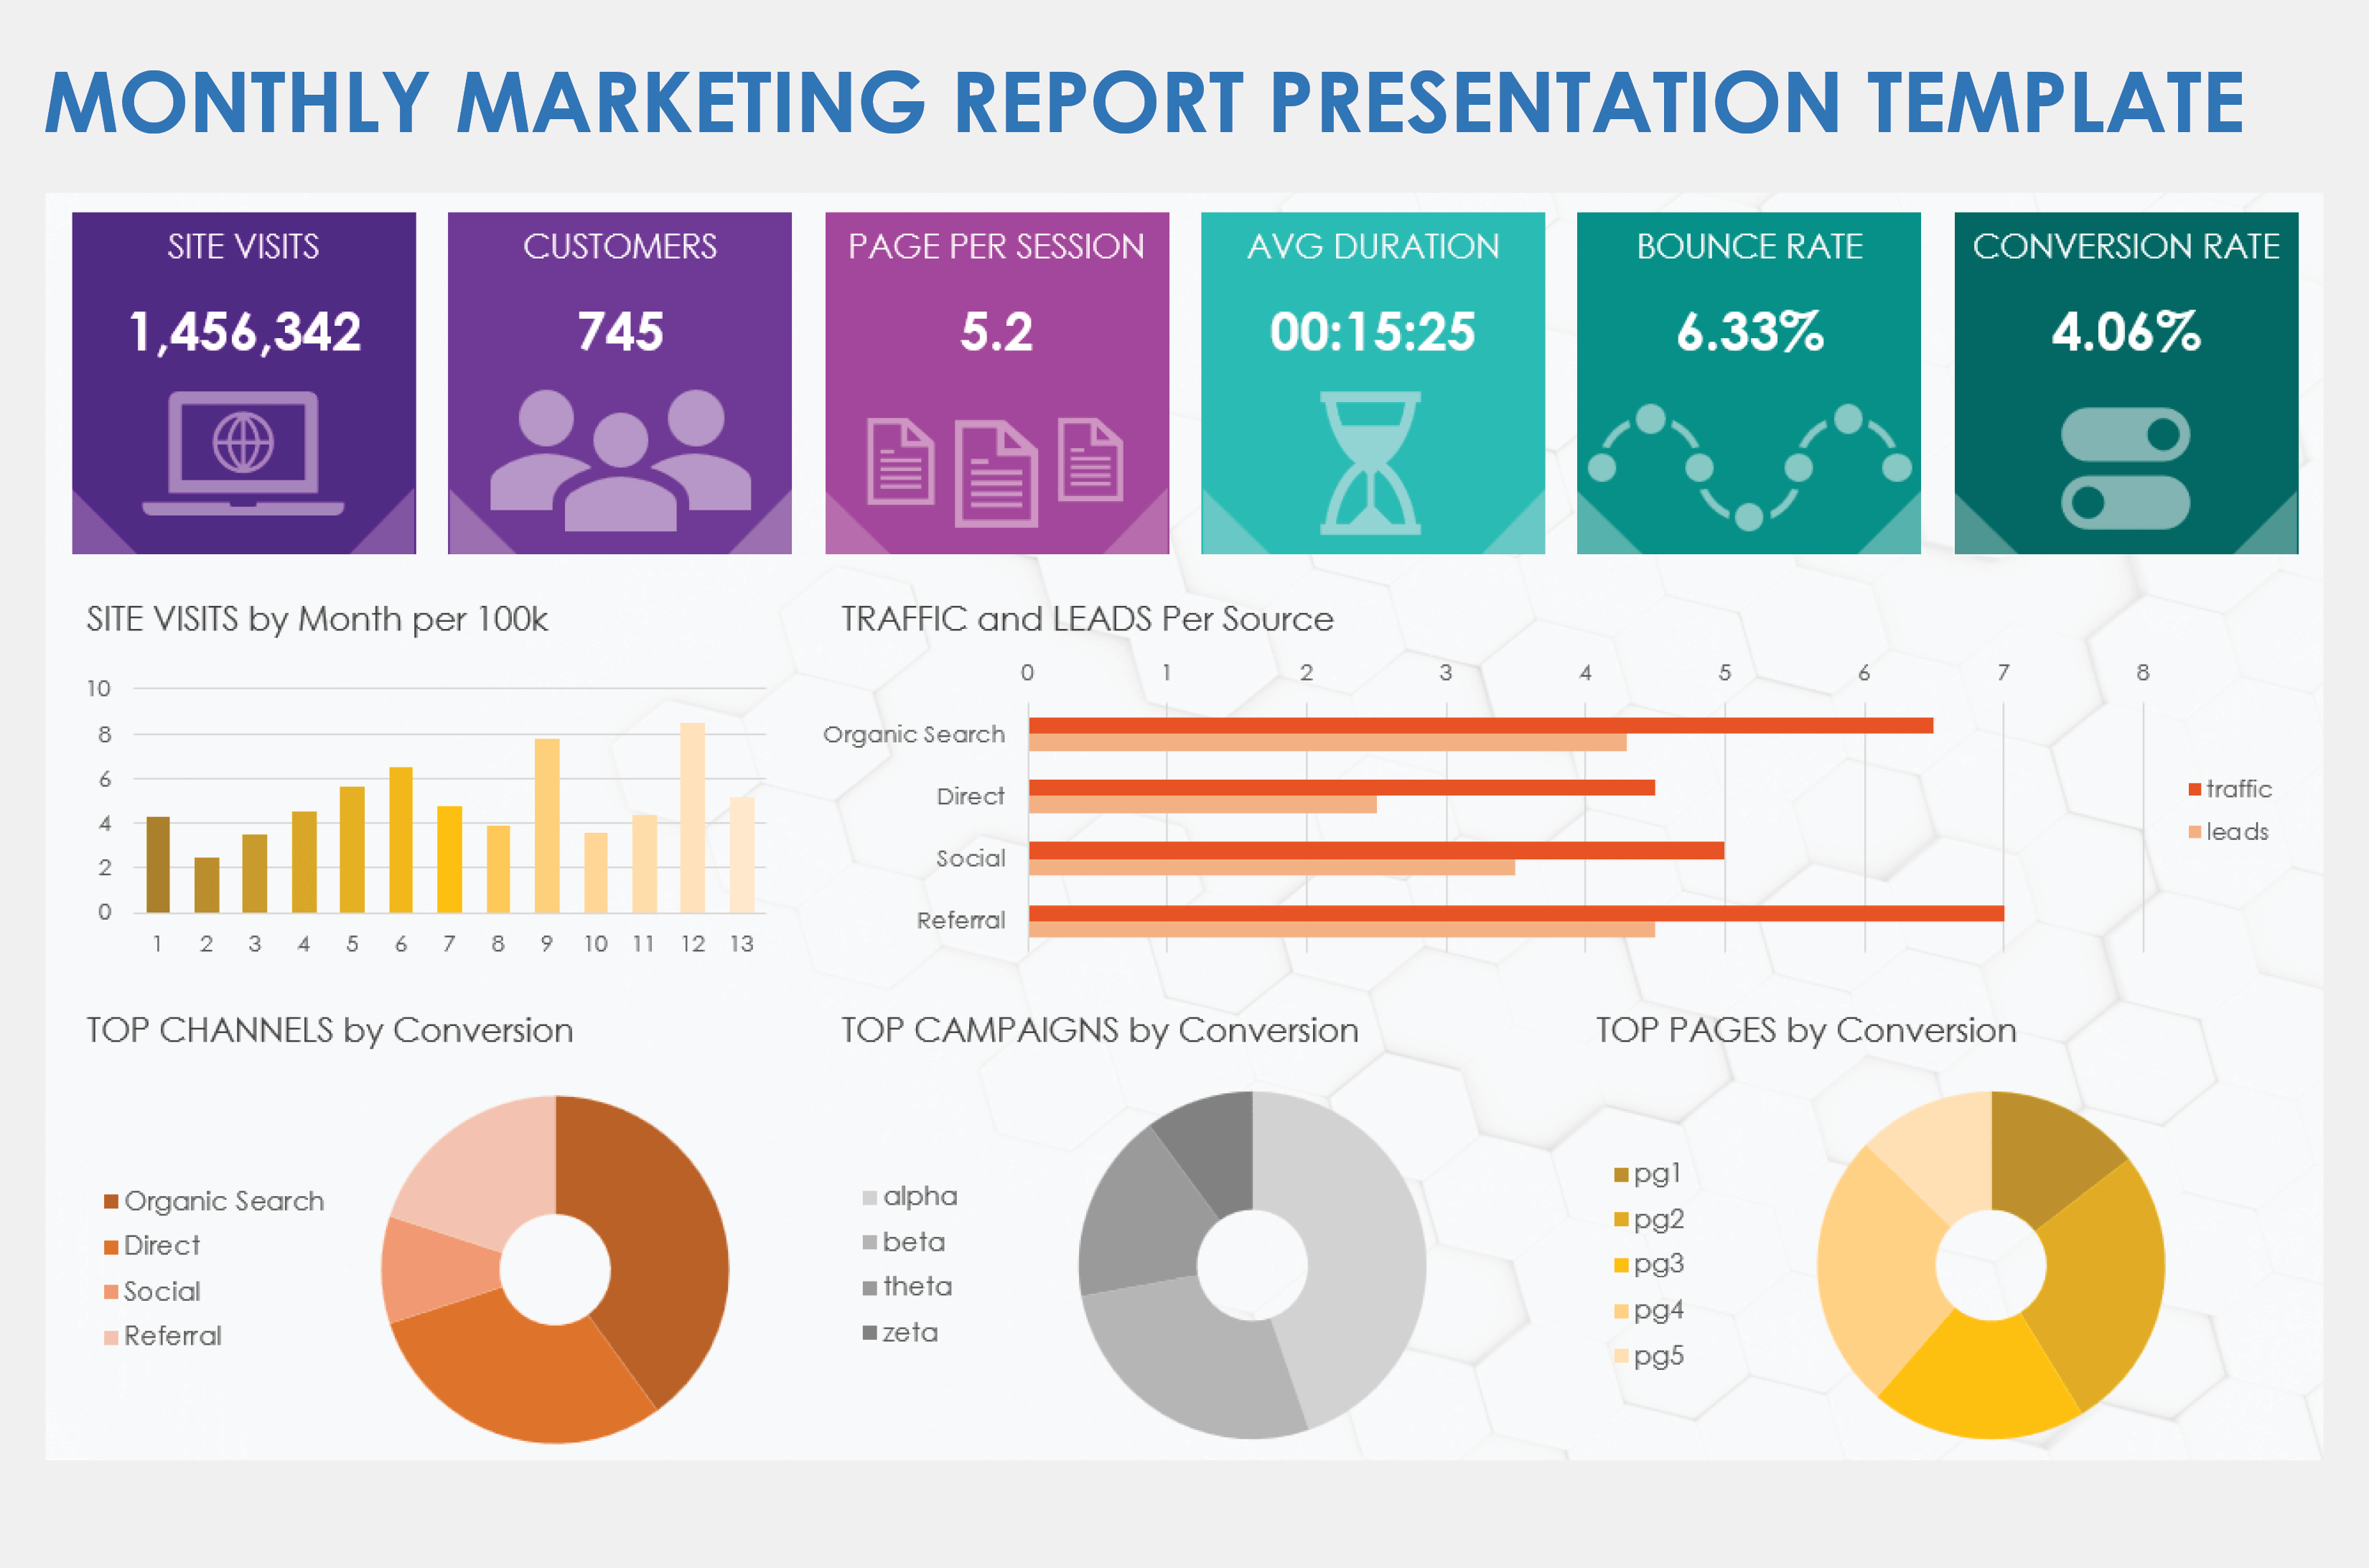 MONTHLY MARKETING REPORT PRESENTATION TEMPLATE
SITE VISITS
1,456,342
CUSTOMERS
745
PAGE PER SESSION
5.2
AVG DURATION
00:15:25
BOUNCE RATE
6.33%
CONVERSION RATE
4.06%
SITE VISITS by Month per 100k
10
8
6
4
2
0
1 2 3 4 5 6 7 8 9 10 11 12 13
TRAFFIC and LEADS Per Source
0 1 2 3 4 5 6 7 8
Organic Search
Direct
Social
Referral
traffic
leads
TOP CHANNELS by Conversion
Organic Search
Direct
Social
Referral
TOP CAMPAIGNS by Conversion
alpha
beta
theta
zeta
TOP PAGES by Conversion
pg1
pg2
pg3
pg4
pg5